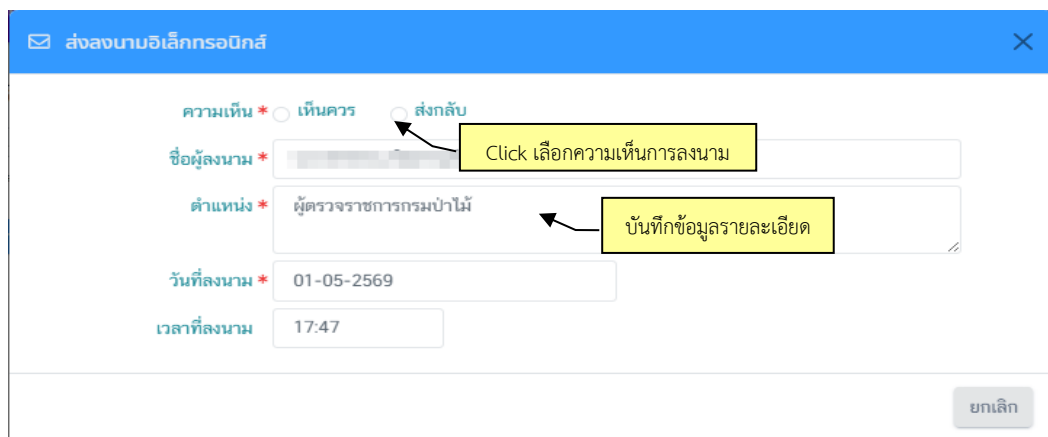 ส่งลงนามอิเล็กทรอนิกส์
ความเห็น * เห็นควร ส่งกลับ
Click เลือกความเห็นการลงนาม
ชื่อผู้ลงนาม *
ตำแหน่ง * ผู้ตรวจราชการกรมป่าไม้
บันทึกข้อมูลรายละเอียด
วันที่ลงนาม * 01-05-2569
เวลาที่ลงนาม 17:47
ยกเลิก